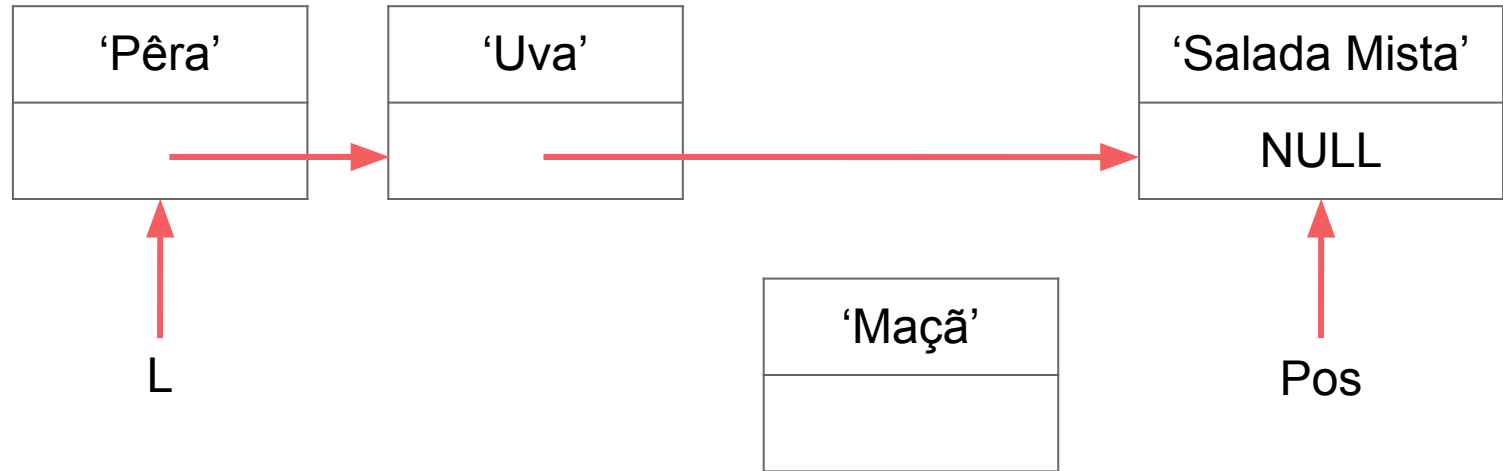 ‘Pêra’
‘Uva’
‘Salada Mista’
NULL
‘Maçã’
L
Pos